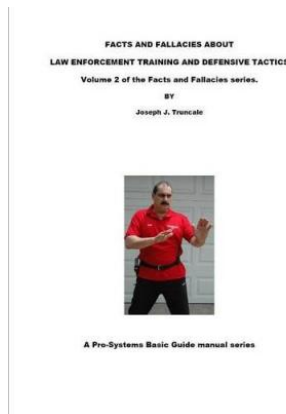 FACTS AND FALLACIES ABOUT
LAW ENFORCEMENT TRAINING AND DEFENSIVE TACTICS
Volume 2 of the Facts and Fallacies series.
BY
Joseph J. Truncale
A Pro-Systems Basic Guide manual series